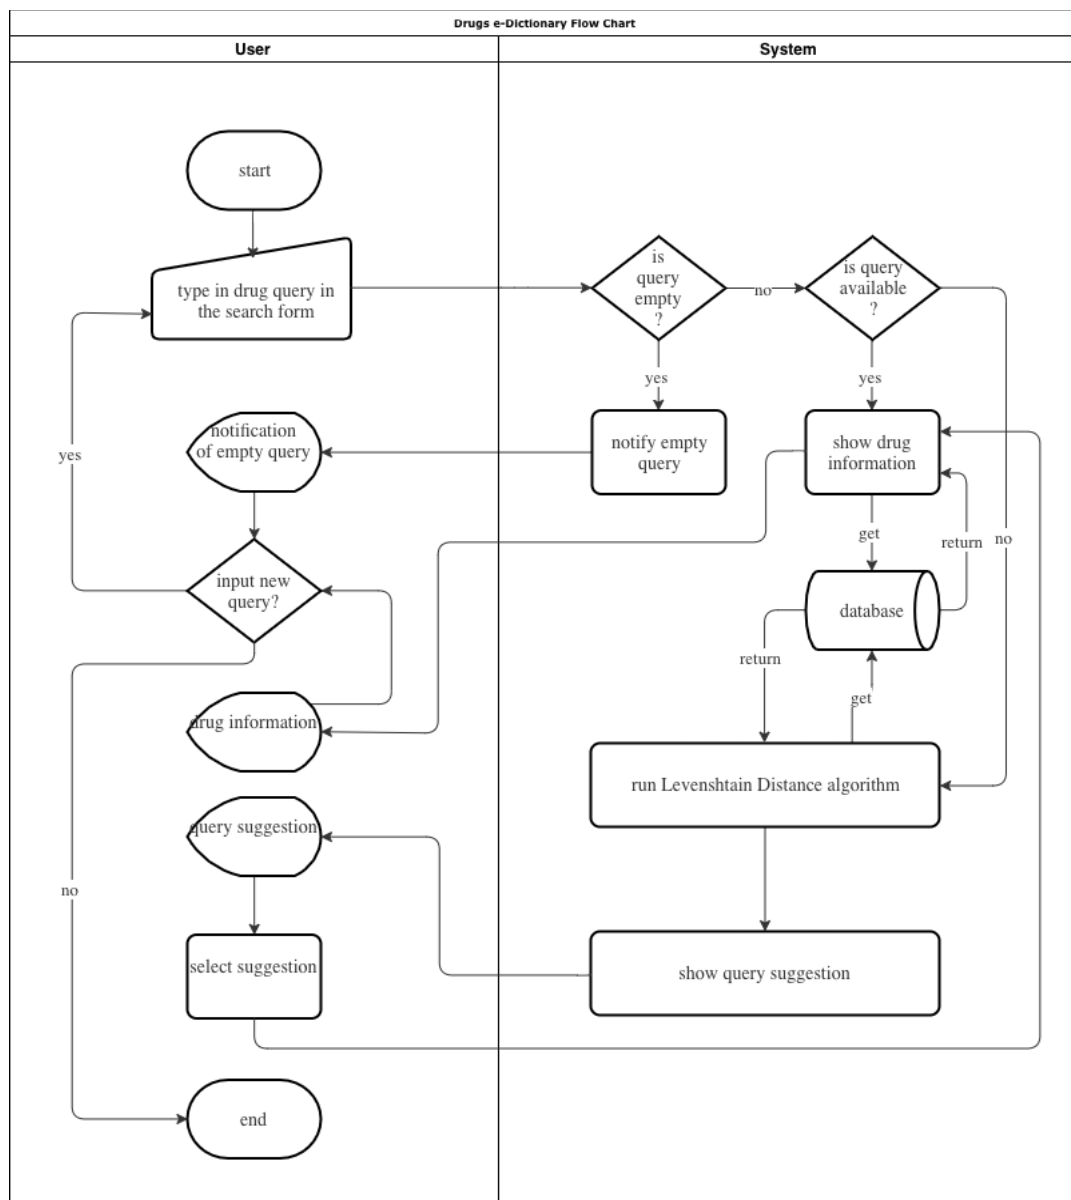 Drugs e-Dictionary Flow Chart
User
System
start
type in drug query in
the search form
is
query
empty
?
no
is query
available
?
yes
yes
notification
of empty query
notify empty
query
show drug
information
yes
get
return
no
input new
query?
database
return
get
drug information
run Levenshtain Distance algorithm
query suggestion
no
select suggestion
show query suggestion
end